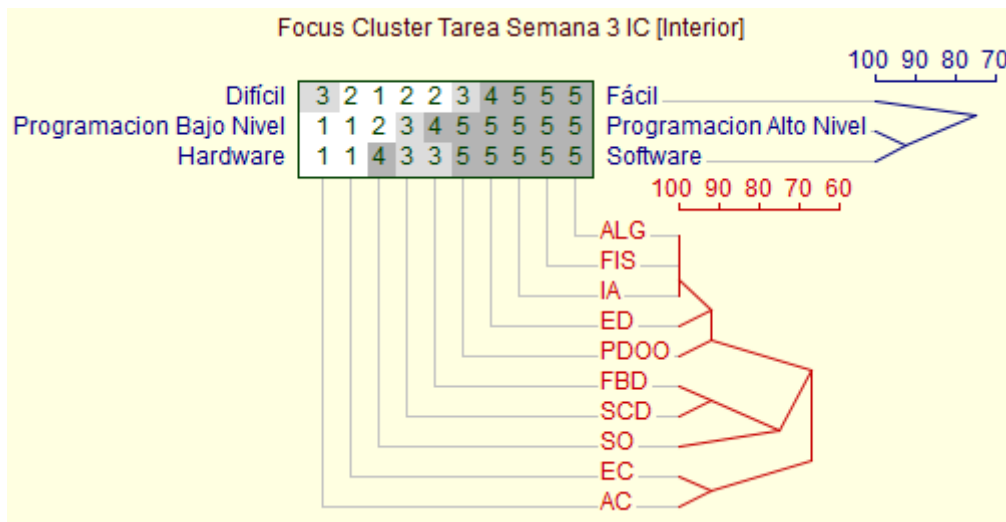 Focus Cluster Tarea Semana 3 IC [Interior]
100 90 80 70
Difícil 3 2 1 2 2 3 4 5 5 5 Fácil
Programacion Bajo Nivel 1 1 2 3 4 5 5 5 5 5 Programacion Alto Nivel
Hardware 1 1 4 3 3 5 5 5 5 5 Software
100 90 80 70 60
ALG
FIS
IA
ED
PDOO
FBD
SCD
SO
EC
AC